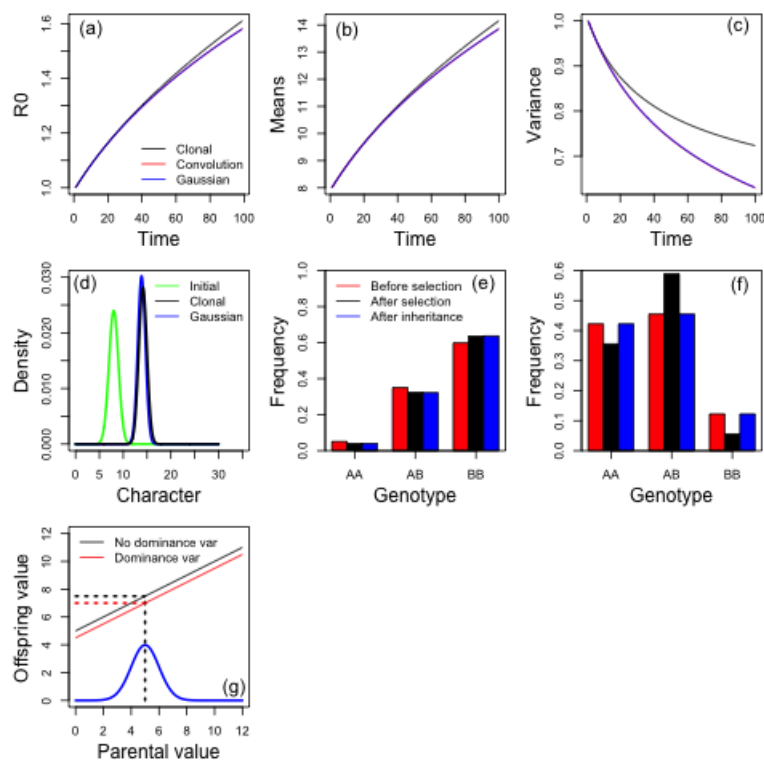 (a)
R0
1.0 1.2 1.4 1.6
Clonal
Convolution
Gaussian
0 20 40 60 80 100
Time
(b)
Means
8 9 10 11 12 13 14
0 20 40 60 80 100
Time
(c)
Variance
0.7 0.8 0.9 1.0
0 20 40 60 80 100
Time
(d)
Density
0.000 0.010 0.020 0.030
Initial
Clonal
Gaussian
0 5 10 20 30
Character
(e)
Frequency
0.0 0.2 0.4 0.6 0.8 1.0
Before selection
After selection
After inheritance
AA AB BB
Genotype
(f)
Frequency
0.0 0.1 0.2 0.3 0.4 0.5 0.6
AA AB BB
Genotype
(g)
Offspring value
0 2 4 6 8 10 12
No dominance var
Dominance var
0 2 4 6 8 10 12
Parental value